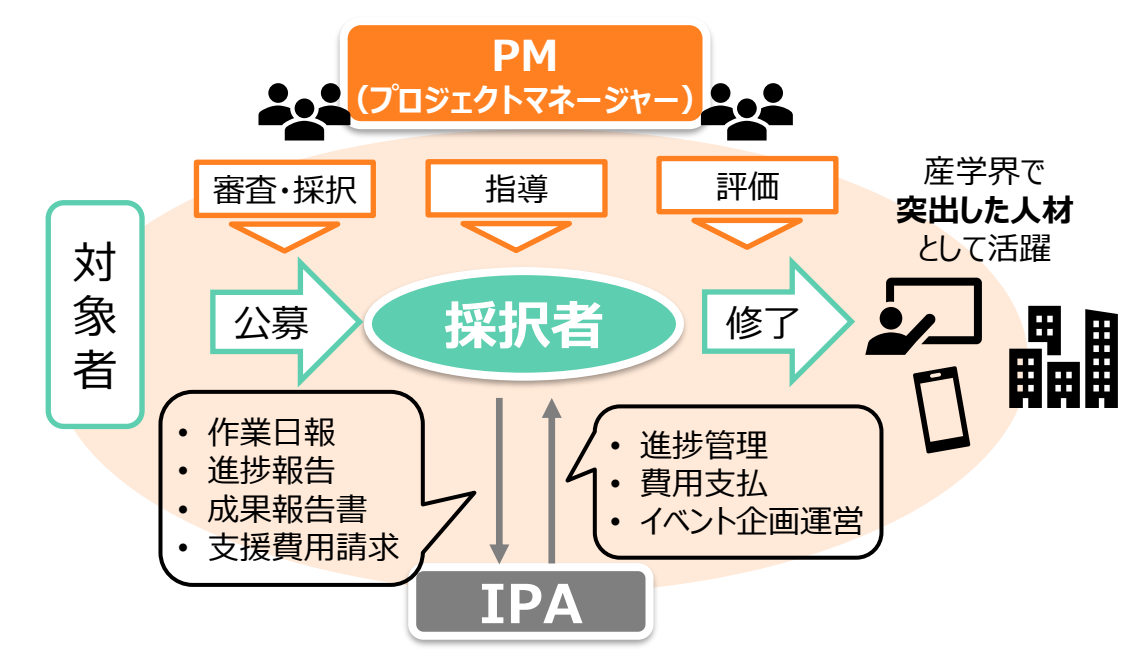 PM
（プロジェクトマネージャー）
審査・採択
指導
評価
産学界で
突出した人材
として活躍
対象者
公募
採択者
修了
• 作業日報
• 進捗報告
• 成果報告書
• 支援費用請求
• 進捗管理
• 費用支払
• イベント企画運営
IPA